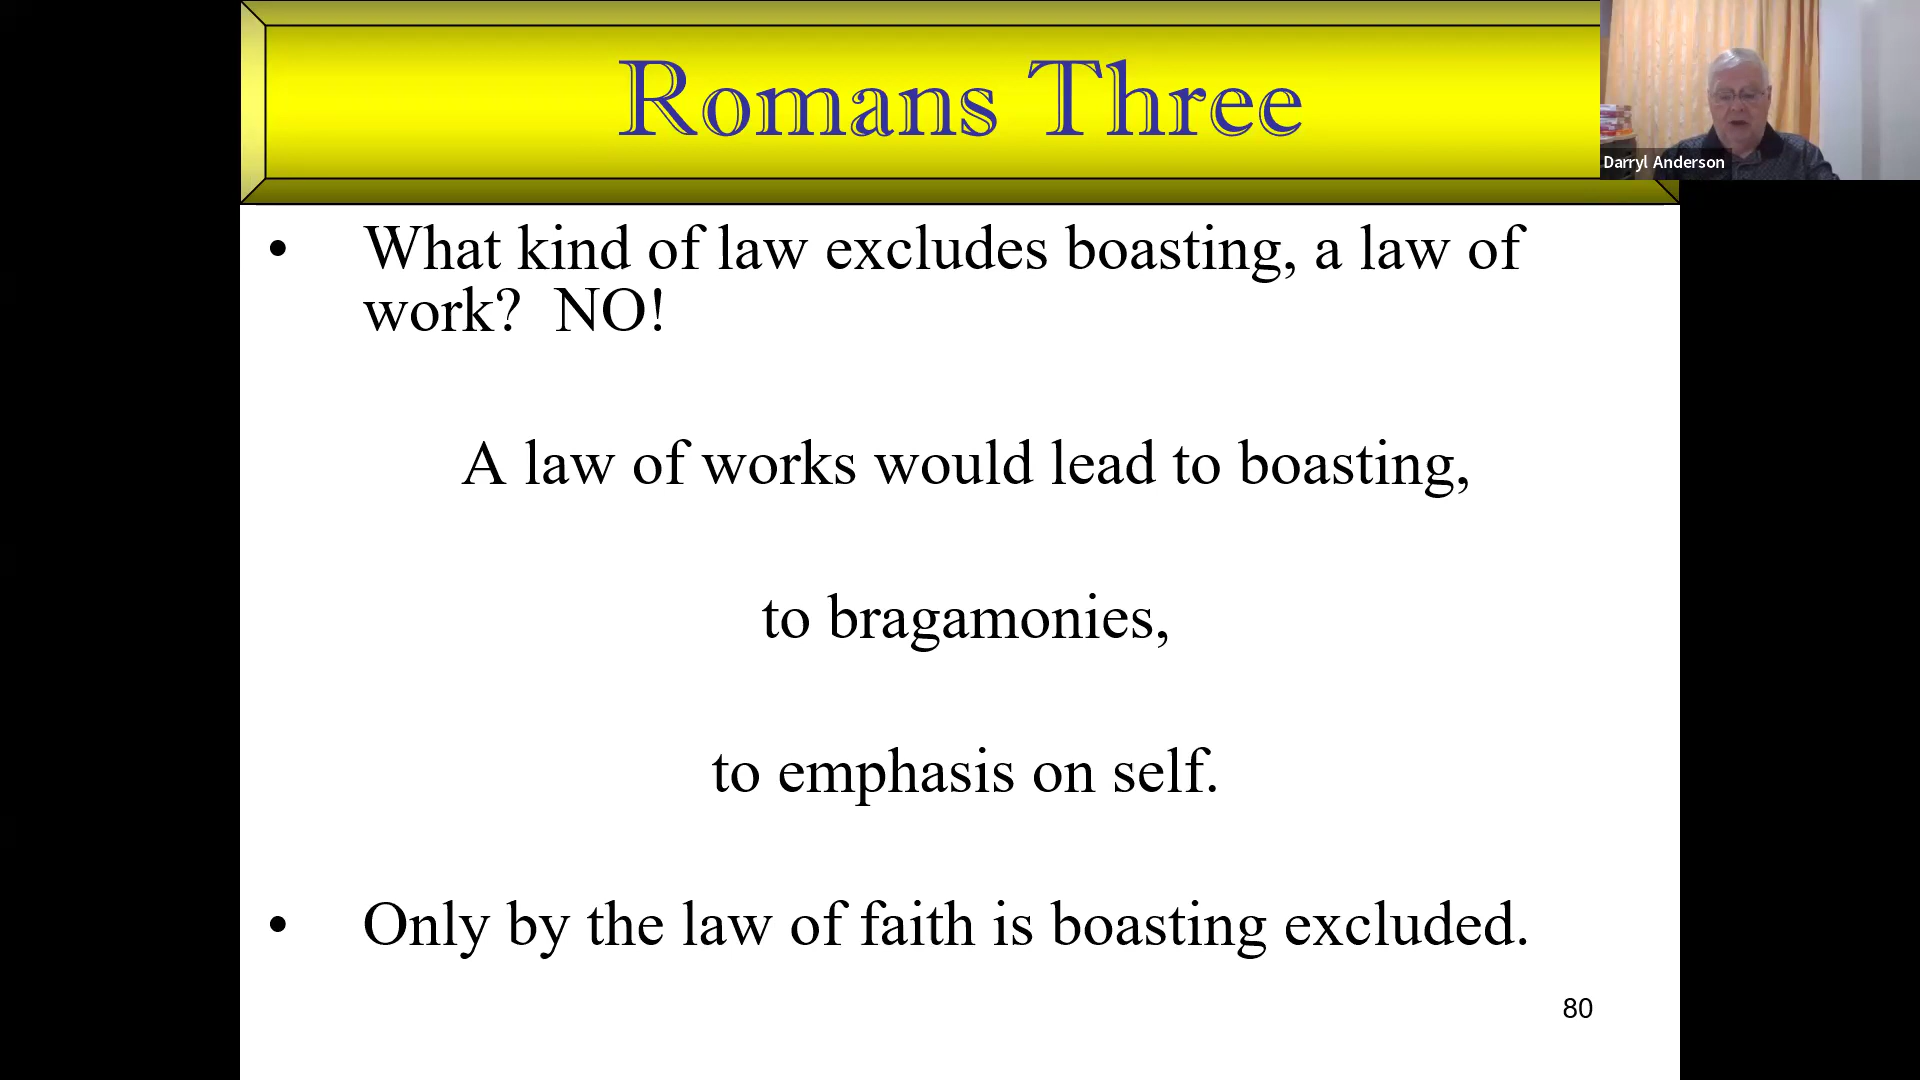 Romans Three
Darryl Anderson
• What kind of law excludes boasting, a law of
work?  NO!
A law of works would lead to boasting,
to bragamonies,
to emphasis on self.
• Only by the law of faith is boasting excluded.
80